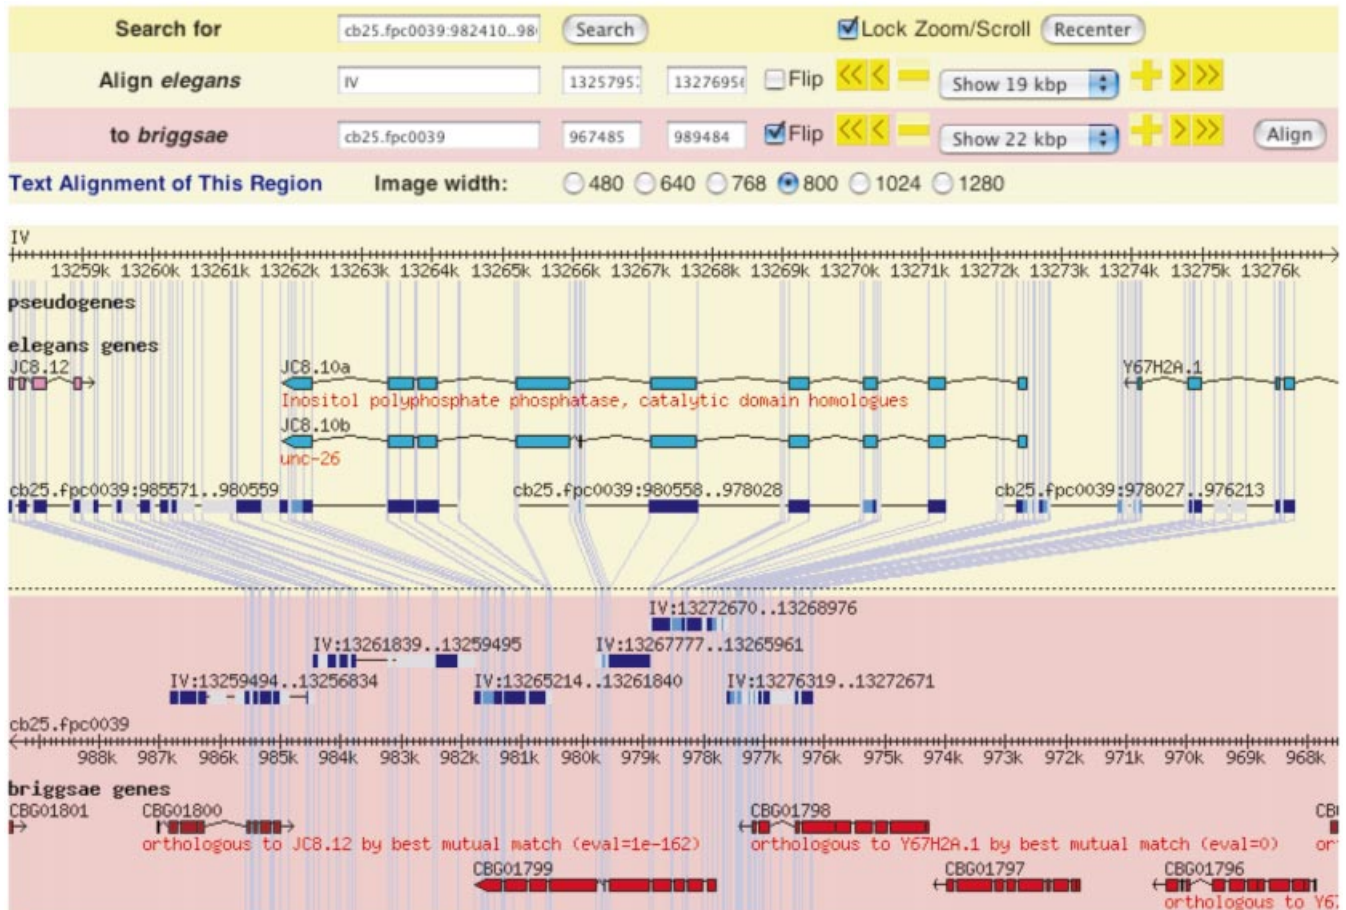 Search for cb25.fpc0039:982410..98 Search Lock Zoom/Scroll Recenter
Align elegans IV 13257957 1327695 Flip << < − Show 19 kbp + > >>
to briggsae cb25.fpc0039 967485 989484 Flip << < − Show 22 kbp + > >> Align
Text Alignment of This Region Image width: 480 640 768 800 1024 1280
IV
13259k 13260k 13261k 13262k 13263k 13264k 13265k 13266k 13267k 13268k 13269k 13270k 13271k 13272k 13273k 13274k 13275k 13276k
pseudogenes
elegans genes
JC8.12 JC8.10a Y67H2A.1
Inositol polyphosphate phosphatase, catalytic domain homologues
JC8.10b
unc-26
cb25.fpc0039:985571..980559 cb25.fpc0039:980558..978028 cb25.fpc0039:978027..976213
IV:13272670..13268976
IV:13261839..13259495 IV:13267777..13265961
IV:13259494..13256834 IV:13265214..13261840 IV:13276319..13272671
cb25.fpc0039
988k 987k 986k 985k 984k 983k 982k 981k 980k 979k 978k 977k 976k 975k 974k 973k 972k 971k 970k 969k 968k
briggsae genes
CBG01801 CBG01800 CBG01798 CB
orthologous to JC8.12 by best mutual match (eval=1e-162) orthologous to Y67H2A.1 by best mutual match (eval=0) or
CBG01799 CBG01797 CBG01796
orthologous to Y67